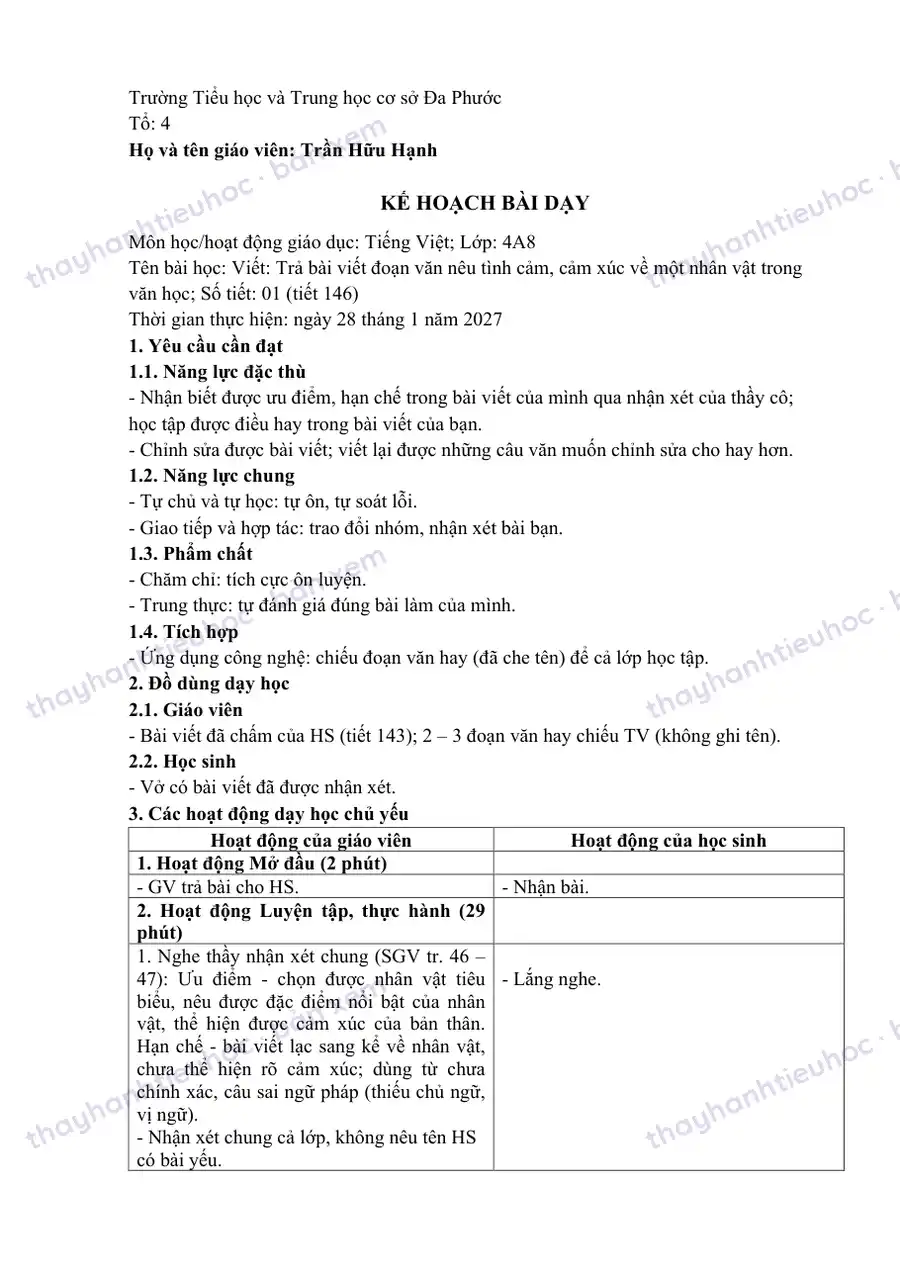 Trường Tiểu học và Trung học cơ sở Đa Phước
Tổ: 4
Họ và tên giáo viên: Trần Hữu Hạnh
KẾ HOẠCH BÀI DẠY
Môn học/hoạt động giáo dục: Tiếng Việt; Lớp: 4A8
Tên bài học: Viết: Trả bài viết đoạn văn nêu tình cảm, cảm xúc về một nhân vật trong
văn học; Số tiết: 01 (tiết 146)
Thời gian thực hiện: ngày 28 tháng 1 năm 2027
1. Yêu cầu cần đạt
1.1. Năng lực đặc thù
- Nhận biết được ưu điểm, hạn chế trong bài viết của mình qua nhận xét của thầy cô;
học tập được điều hay trong bài viết của bạn.
- Chỉnh sửa được bài viết; viết lại được những câu văn muốn chỉnh sửa cho hay hơn.
1.2. Năng lực chung
- Tự chủ và tự học: tự ôn, tự soát lỗi.
- Giao tiếp và hợp tác: trao đổi nhóm, nhận xét bài bạn.
1.3. Phẩm chất
- Chăm chỉ: tích cực ôn luyện.
- Trung thực: tự đánh giá đúng bài làm của mình.
1.4. Tích hợp
- Ứng dụng công nghệ: chiếu đoạn văn hay (đã che tên) để cả lớp học tập.
2. Đồ dùng dạy học
2.1. Giáo viên
- Bài viết đã chấm của HS (tiết 143); 2 – 3 đoạn văn hay chiếu TV (không ghi tên).
2.2. Học sinh
- Vở có bài viết đã được nhận xét.
3. Các hoạt động dạy học chủ yếu
Hoạt động của giáo viên
Hoạt động của học sinh
1. Hoạt động Mở đầu (2 phút)
- GV trả bài cho HS.
- Nhận bài.
2. Hoạt động Luyện tập, thực hành (29
phút)
1. Nghe thầy nhận xét chung (SGV tr. 46 –
47): Ưu điểm - chọn được nhân vật tiêu
biểu, nêu được đặc điểm nổi bật của nhân
vật, thể hiện được cảm xúc của bản thân.
Hạn chế - bài viết lạc sang kể về nhân vật,
chưa thể hiện rõ cảm xúc; dùng từ chưa
chính xác, câu sai ngữ pháp (thiếu chủ ngữ,
vị ngữ).
- Nhận xét chung cả lớp, không nêu tên HS
có bài yếu.
- Lắng nghe.
thayhanhtieuhoc · bản xem
thayhanhtieuhoc · b
thayhanhtieuhoc · bản xem
thayhanhtieuhoc · b
thayhanhtieuhoc · bản xem
thayhanhtieuhoc · b